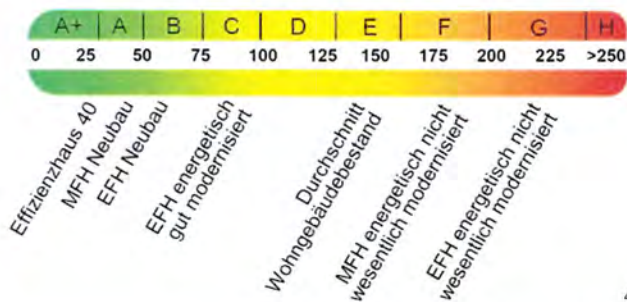 A+ A B C D E F G H
0 25 50 75 100 125 150 175 200 225 >250
Effizienzhaus 40
MFH Neubau
EFH Neubau
EFH energetisch
gut modernisiert
Durchschnitt
Wohngebäudebestand
MFH energetisch nicht
wesentlich modernisiert
EFH energetisch nicht
wesentlich modernisiert